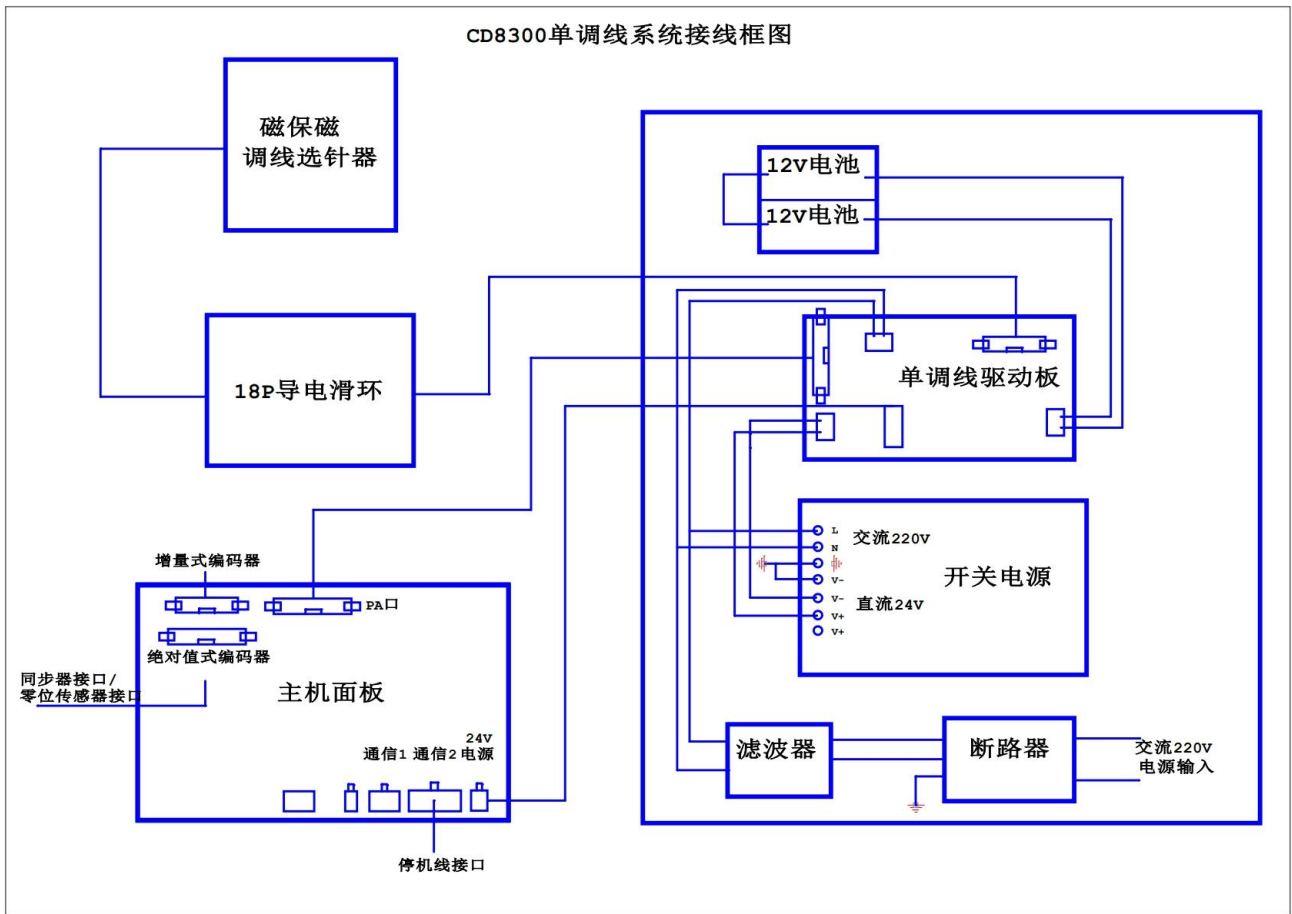 CD8300单调线系统接线框图
磁保磁
调线选针器
12V电池
12V电池
18P导电滑环
单调线驱动板
L
交流220V
N
开关电源
V-
V-
直流24V
V+
V+
增量式编码器
PA口
绝对值式编码器
同步器接口/
零位传感器接口
主机面板
24V
通信1 通信2 电源
停机线接口
滤波器
断路器
交流220V
电源输入